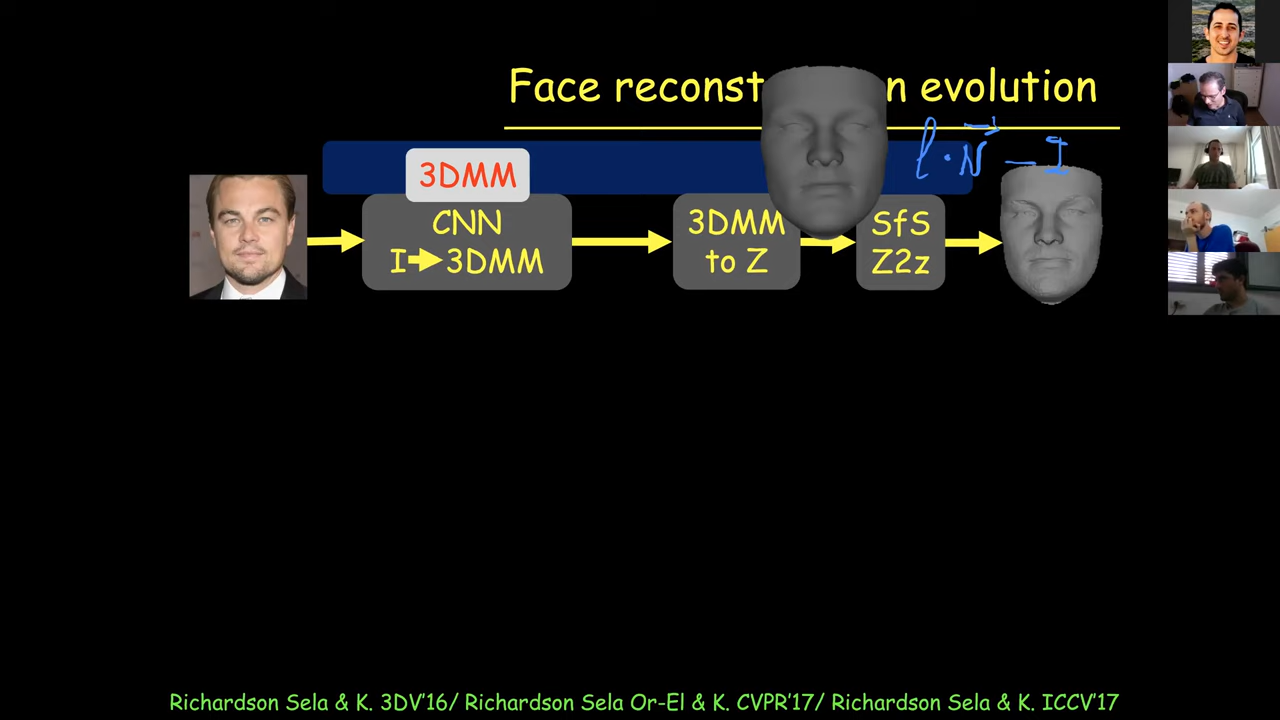 Face reconst n evolution
l · N⃗ — I
3DMM
CNN
I→3DMM
3DMM
to Z
SfS
Z2z
Richardson Sela & K. 3DV'16/ Richardson Sela Or-El & K. CVPR'17/ Richardson Sela & K. ICCV'17